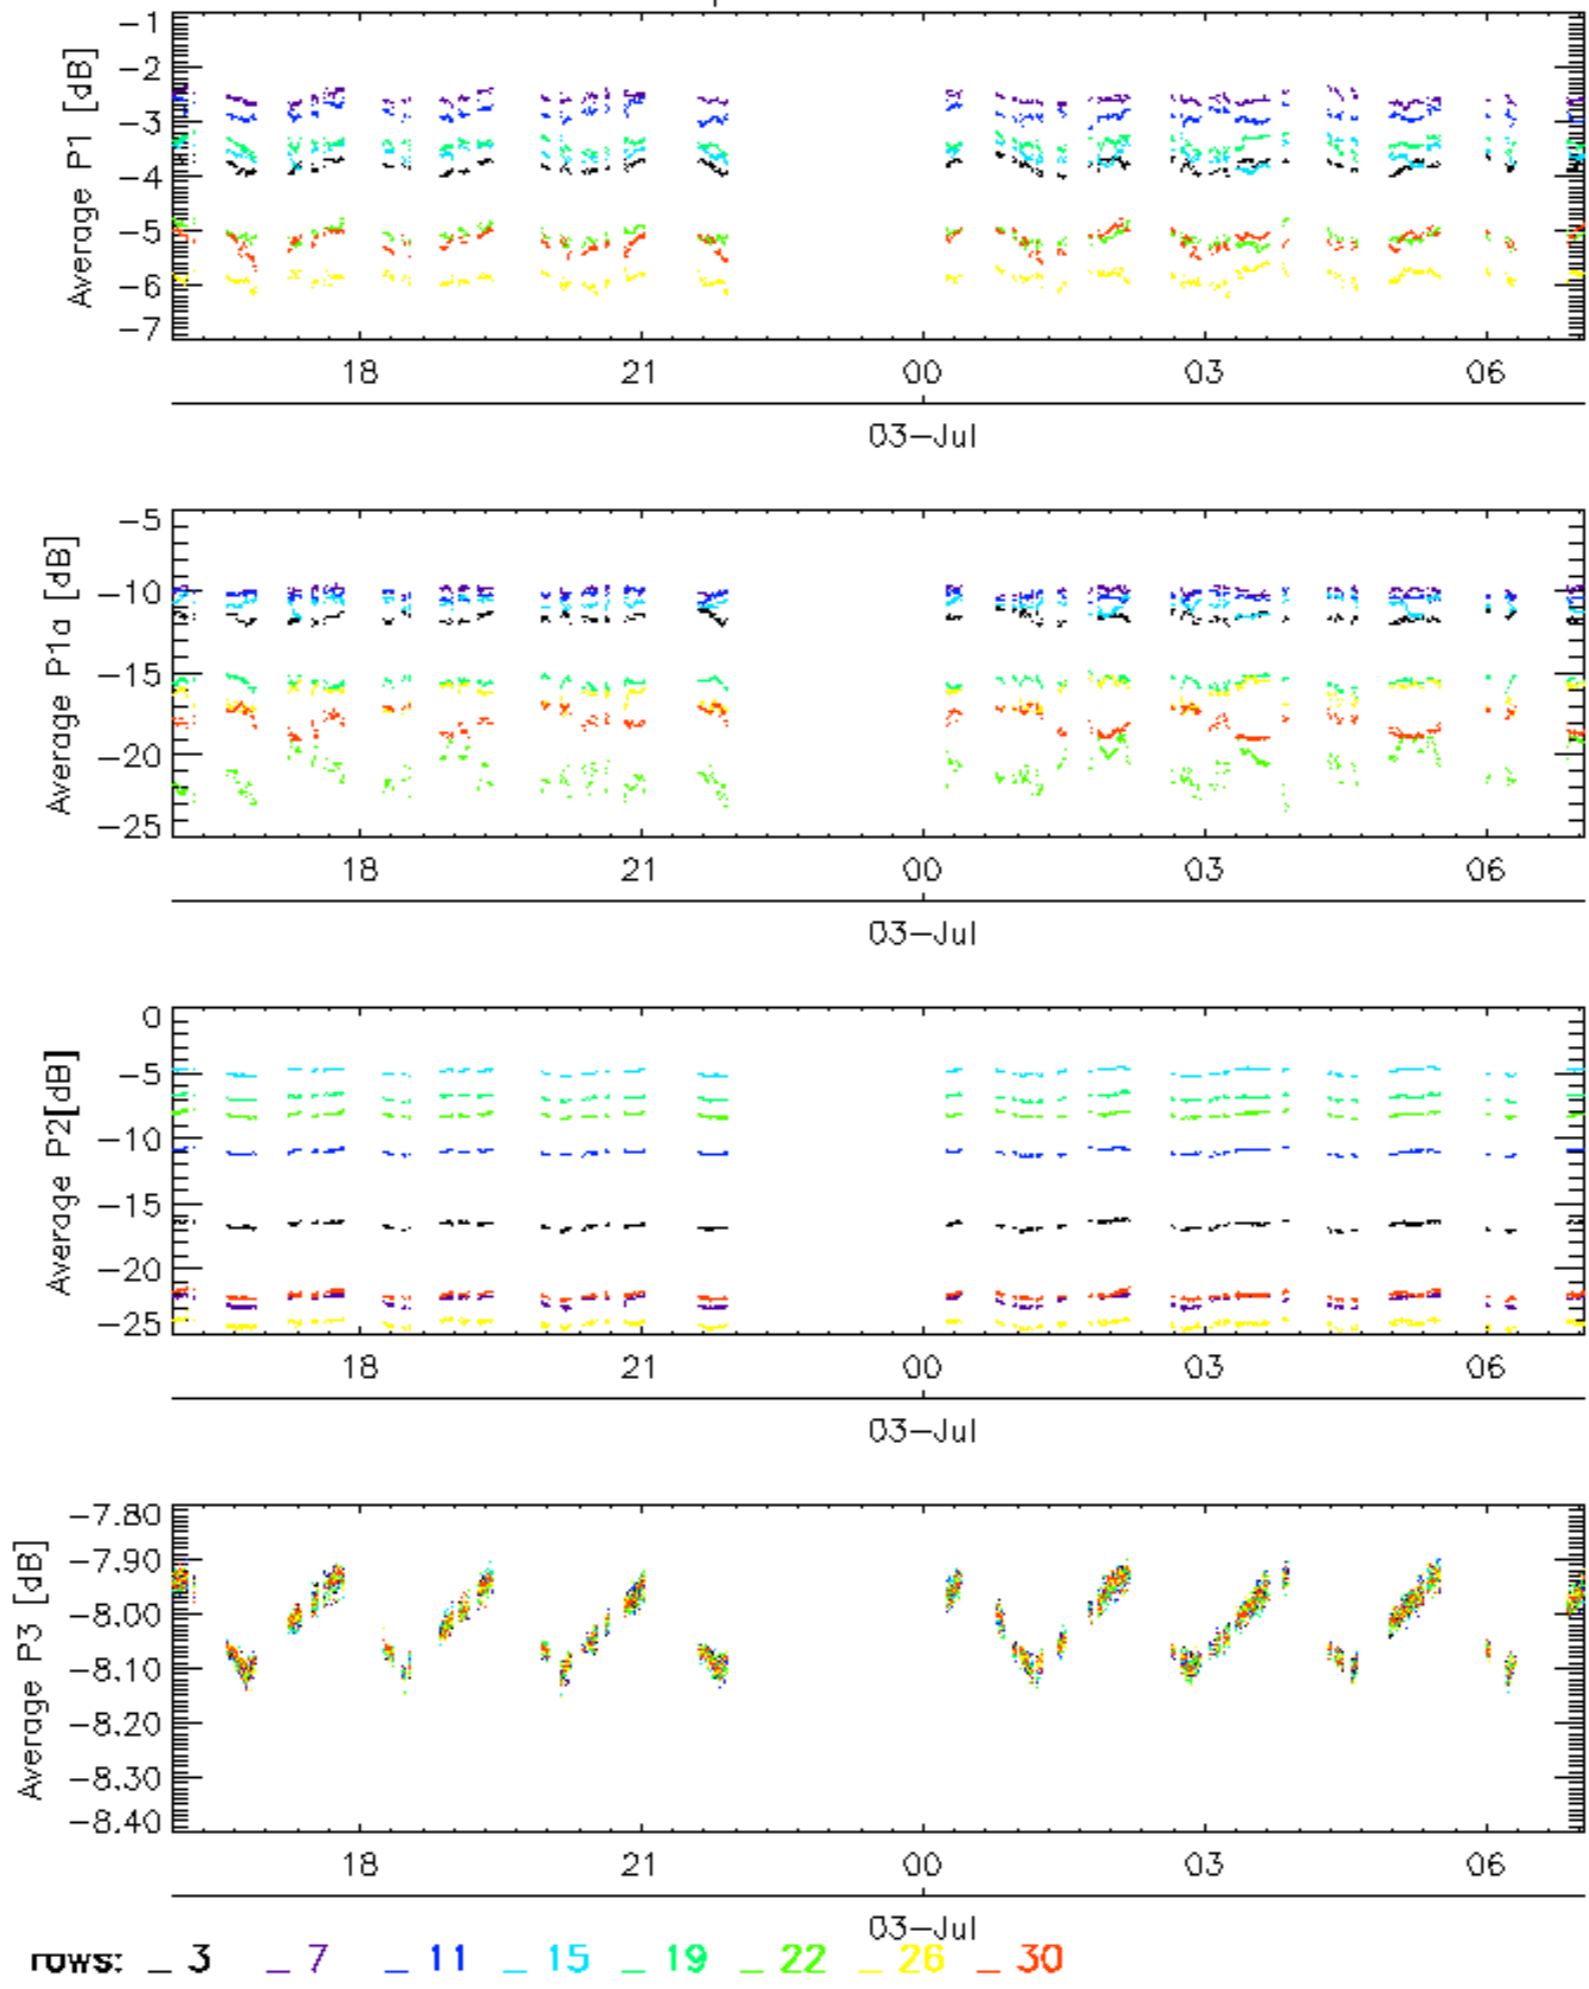 Average P1 [dB]
−1
−2
−3
−4
−5
−6
−7
18 21 00 03 06
03−Jul
Average P1a [dB]
−5
−10
−15
−20
−25
18 21 00 03 06
03−Jul
Average P2[dB]
0
−5
−10
−15
−20
−25
18 21 00 03 06
03−Jul
Average P3 [dB]
−7.80
−7.90
−8.00
−8.10
−8.20
−8.30
−8.40
18 21 00 03 06
03−Jul
rows: _ 3 _ 7 _ 11 _ 15 _ 19 _ 22 _ 26 _ 30